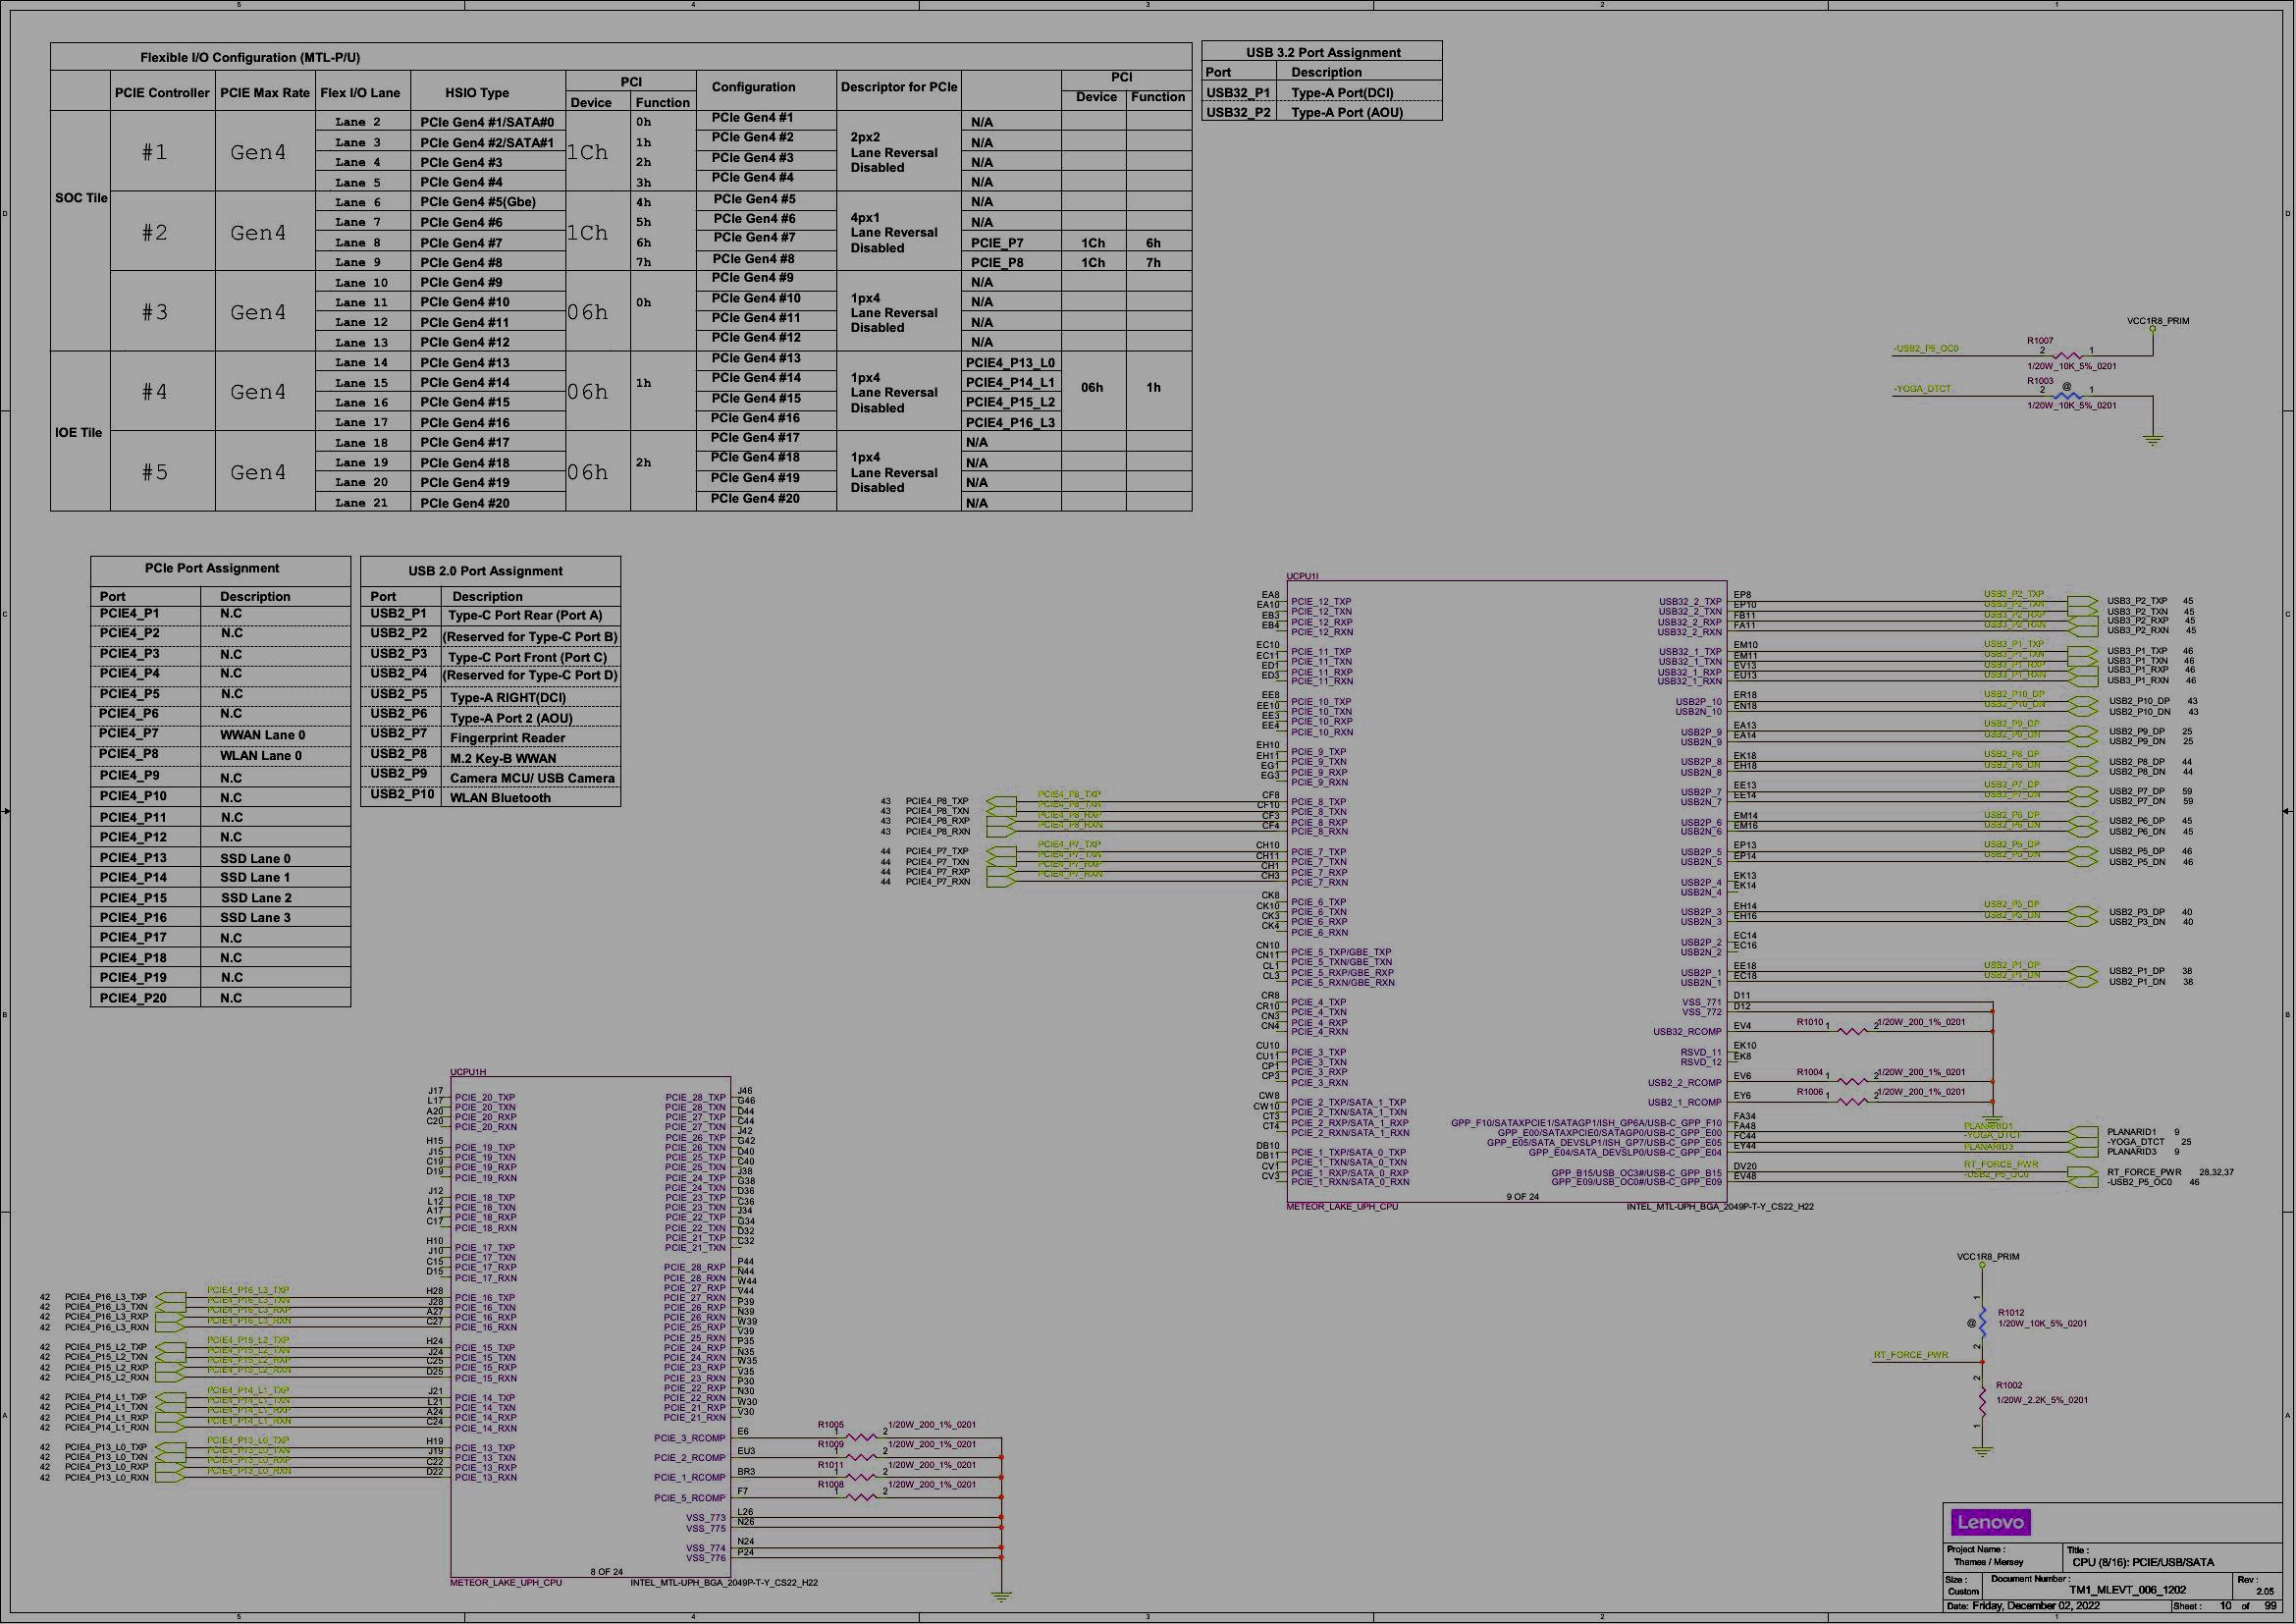 Flexible I/O Configuration (MTL-P/U)
PCIE Controller PCIE Max Rate Flex I/O Lane HSIO Type PCI Configuration Descriptor for PCIe PCI
Device Function Device Function
SOC Tile
#1 Gen4 1Ch 2px2 Lane Reversal Disabled
Lane 2 PCIe Gen4 #1/SATA#0 0h PCIe Gen4 #1 N/A
Lane 3 PCIe Gen4 #2/SATA#1 1h PCIe Gen4 #2 N/A
Lane 4 PCIe Gen4 #3 2h PCIe Gen4 #3 N/A
Lane 5 PCIe Gen4 #4 3h PCIe Gen4 #4 N/A
#2 Gen4 1Ch 4px1 Lane Reversal Disabled
Lane 6 PCIe Gen4 #5(Gbe) 4h PCIe Gen4 #5 N/A
Lane 7 PCIe Gen4 #6 5h PCIe Gen4 #6 N/A
Lane 8 PCIe Gen4 #7 6h PCIe Gen4 #7 PCIE_P7 1Ch 6h
Lane 9 PCIe Gen4 #8 7h PCIe Gen4 #8 PCIE_P8 1Ch 7h
#3 Gen4 06h 0h 1px4 Lane Reversal Disabled
Lane 10 PCIe Gen4 #9 PCIe Gen4 #9 N/A
Lane 11 PCIe Gen4 #10 PCIe Gen4 #10 N/A
Lane 12 PCIe Gen4 #11 PCIe Gen4 #11 N/A
Lane 13 PCIe Gen4 #12 PCIe Gen4 #12 N/A
IOE Tile
#4 Gen4 06h 1h 1px4 Lane Reversal Disabled 06h 1h
Lane 14 PCIe Gen4 #13 PCIe Gen4 #13 PCIE4_P13_L0
Lane 15 PCIe Gen4 #14 PCIe Gen4 #14 PCIE4_P14_L1
Lane 16 PCIe Gen4 #15 PCIe Gen4 #15 PCIE4_P15_L2
Lane 17 PCIe Gen4 #16 PCIe Gen4 #16 PCIE4_P16_L3
#5 Gen4 06h 2h 1px4 Lane Reversal Disabled
Lane 18 PCIe Gen4 #17 PCIe Gen4 #17 N/A
Lane 19 PCIe Gen4 #18 PCIe Gen4 #18 N/A
Lane 20 PCIe Gen4 #19 PCIe Gen4 #19 N/A
Lane 21 PCIe Gen4 #20 PCIe Gen4 #20 N/A
USB 3.2 Port Assignment
Port Description
USB32_P1 Type-A Port(DCI)
USB32_P2 Type-A Port (AOU)
VCC1R8_PRIM
-USB2_P5_OC0 R1007 2 1 1/20W_10K_5%_0201
-YOGA_DTCT R1003 @ 2 1 1/20W_10K_5%_0201
PCIe Port Assignment
Port Description
PCIE4_P1 N.C
PCIE4_P2 N.C
PCIE4_P3 N.C
PCIE4_P4 N.C
PCIE4_P5 N.C
PCIE4_P6 N.C
PCIE4_P7 WWAN Lane 0
PCIE4_P8 WLAN Lane 0
PCIE4_P9 N.C
PCIE4_P10 N.C
PCIE4_P11 N.C
PCIE4_P12 N.C
PCIE4_P13 SSD Lane 0
PCIE4_P14 SSD Lane 1
PCIE4_P15 SSD Lane 2
PCIE4_P16 SSD Lane 3
PCIE4_P17 N.C
PCIE4_P18 N.C
PCIE4_P19 N.C
PCIE4_P20 N.C
USB 2.0 Port Assignment
Port Description
USB2_P1 Type-C Port Rear (Port A)
USB2_P2 (Reserved for Type-C Port B)
USB2_P3 Type-C Port Front (Port C)
USB2_P4 (Reserved for Type-C Port D)
USB2_P5 Type-A RIGHT(DCI)
USB2_P6 Type-A Port 2 (AOU)
USB2_P7 Fingerprint Reader
USB2_P8 M.2 Key-B WWAN
USB2_P9 Camera MCU/ USB Camera
USB2_P10 WLAN Bluetooth
UCPU1I
EA8 PCIE_12_TXP
EA10 PCIE_12_TXN
EB3 PCIE_12_RXP
EB4 PCIE_12_RXN
EC10 PCIE_11_TXP
EC11 PCIE_11_TXN
ED1 PCIE_11_RXP
ED3 PCIE_11_RXN
EE8 PCIE_10_TXP
EE10 PCIE_10_TXN
EE3 PCIE_10_RXP
EE4 PCIE_10_RXN
EH10 PCIE_9_TXP
EH11 PCIE_9_TXN
EG1 PCIE_9_RXP
EG3 PCIE_9_RXN
43 PCIE4_P8_TXP PCIE4_P8_TXP CF8 PCIE_8_TXP
43 PCIE4_P8_TXN PCIE4_P8_TXN CF10 PCIE_8_TXN
43 PCIE4_P8_RXP PCIE4_P8_RXP CF3 PCIE_8_RXP
43 PCIE4_P8_RXN PCIE4_P8_RXN CF4 PCIE_8_RXN
44 PCIE4_P7_TXP PCIE4_P7_TXP CH10 PCIE_7_TXP
44 PCIE4_P7_TXN PCIE4_P7_TXN CH11 PCIE_7_TXN
44 PCIE4_P7_RXP PCIE4_P7_RXP CH1 PCIE_7_RXP
44 PCIE4_P7_RXN PCIE4_P7_RXN CH3 PCIE_7_RXN
CK8 PCIE_6_TXP
CK10 PCIE_6_TXN
CK3 PCIE_6_RXP
CK4 PCIE_6_RXN
CN10 PCIE_5_TXP/GBE_TXP
CN11 PCIE_5_TXN/GBE_TXN
CL1 PCIE_5_RXP/GBE_RXP
CL3 PCIE_5_RXN/GBE_RXN
CR8 PCIE_4_TXP
CR10 PCIE_4_TXN
CN3 PCIE_4_RXP
CN4 PCIE_4_RXN
CU10 PCIE_3_TXP
CU11 PCIE_3_TXN
CP1 PCIE_3_RXP
CP3 PCIE_3_RXN
CW8 PCIE_2_TXP/SATA_1_TXP
CW10 PCIE_2_TXN/SATA_1_TXN
CT3 PCIE_2_RXP/SATA_1_RXP
CT4 PCIE_2_RXN/SATA_1_RXN
DB10 PCIE_1_TXP/SATA_0_TXP
DB11 PCIE_1_TXN/SATA_0_TXN
CV1 PCIE_1_RXP/SATA_0_RXP
CV3 PCIE_1_RXN/SATA_0_RXN
USB32_2_TXP EP8 USB3_P2_TXP USB3_P2_TXP 45
USB32_2_TXN EP10 USB3_P2_TXN USB3_P2_TXN 45
USB32_2_RXP FB11 USB3_P2_RXP USB3_P2_RXP 45
USB32_2_RXN FA11 USB3_P2_RXN USB3_P2_RXN 45
USB32_1_TXP EM10 USB3_P1_TXP USB3_P1_TXP 46
USB32_1_TXN EM11 USB3_P1_TXN USB3_P1_TXN 46
USB32_1_RXP EV13 USB3_P1_RXP USB3_P1_RXP 46
USB32_1_RXN EU13 USB3_P1_RXN USB3_P1_RXN 46
USB2P_10 ER18 USB2_P10_DP USB2_P10_DP 43
USB2N_10 EN18 USB2_P10_DN USB2_P10_DN 43
USB2P_9 EA13 USB2_P9_DP USB2_P9_DP 25
USB2N_9 EA14 USB2_P9_DN USB2_P9_DN 25
USB2P_8 EK18 USB2_P8_DP USB2_P8_DP 44
USB2N_8 EH18 USB2_P8_DN USB2_P8_DN 44
USB2P_7 EE13 USB2_P7_DP USB2_P7_DP 59
USB2N_7 EE14 USB2_P7_DN USB2_P7_DN 59
USB2P_6 EM14 USB2_P6_DP USB2_P6_DP 45
USB2N_6 EM16 USB2_P6_DN USB2_P6_DN 45
USB2P_5 EP13 USB2_P5_DP USB2_P5_DP 46
USB2N_5 EP14 USB2_P5_DN USB2_P5_DN 46
USB2P_4 EK13
USB2N_4 EK14
USB2P_3 EH14 USB2_P3_DP USB2_P3_DP 40
USB2N_3 EH16 USB2_P3_DN USB2_P3_DN 40
USB2P_2 EC14
USB2N_2 EC16
USB2P_1 EE18 USB2_P1_DP USB2_P1_DP 38
USB2N_1 EC18 USB2_P1_DN USB2_P1_DN 38
VSS_771 D11
VSS_772 D12
USB32_RCOMP EV4 R1010 1 2 1/20W_200_1%_0201
RSVD_11 EK10
RSVD_12 EK8
USB2_2_RCOMP EV6 R1004 1 2 1/20W_200_1%_0201
USB2_1_RCOMP EY6 R1006 1 2 1/20W_200_1%_0201
GPP_F10/SATAXPCIE1/SATAGP1/ISH_GP6A/USB-C_GPP_F10 FA34
GPP_E00/SATAXPCIE0/SATAGP0/USB-C_GPP_E00 FA48 PLANARID1 PLANARID1 9
GPP_E05/SATA_DEVSLP1/ISH_GP7/USB-C_GPP_E05 FC44 -YOGA_DTCT -YOGA_DTCT 25
GPP_E04/SATA_DEVSLP0/USB-C_GPP_E04 EY44 PLANARID3 PLANARID3 9
GPP_B15/USB_OC3#/USB-C_GPP_B15 DV20 RT_FORCE_PWR RT_FORCE_PWR 28,32,37
GPP_E09/USB_OC0#/USB-C_GPP_E09 EV48 -USB2_P5_OC0 -USB2_P5_OC0 46
9 OF 24
METEOR_LAKE_UPH_CPU INTEL_MTL-UPH_BGA_2049P-T-Y_CS22_H22
UCPU1H
J17 PCIE_20_TXP
L17 PCIE_20_TXN
A20 PCIE_20_RXP
C20 PCIE_20_RXN
H15 PCIE_19_TXP
J15 PCIE_19_TXN
C19 PCIE_19_RXP
D19 PCIE_19_RXN
J12 PCIE_18_TXP
L12 PCIE_18_TXN
A17 PCIE_18_RXP
C17 PCIE_18_RXN
H10 PCIE_17_TXP
J10 PCIE_17_TXN
C15 PCIE_17_RXP
D15 PCIE_17_RXN
42 PCIE4_P16_L3_TXP PCIE4_P16_L3_TXP H28 PCIE_16_TXP
42 PCIE4_P16_L3_TXN PCIE4_P16_L3_TXN J28 PCIE_16_TXN
42 PCIE4_P16_L3_RXP PCIE4_P16_L3_RXP A27 PCIE_16_RXP
42 PCIE4_P16_L3_RXN PCIE4_P16_L3_RXN C27 PCIE_16_RXN
42 PCIE4_P15_L2_TXP PCIE4_P15_L2_TXP H24 PCIE_15_TXP
42 PCIE4_P15_L2_TXN PCIE4_P15_L2_TXN J24 PCIE_15_TXN
42 PCIE4_P15_L2_RXP PCIE4_P15_L2_RXP C25 PCIE_15_RXP
42 PCIE4_P15_L2_RXN PCIE4_P15_L2_RXN D25 PCIE_15_RXN
42 PCIE4_P14_L1_TXP PCIE4_P14_L1_TXP J21 PCIE_14_TXP
42 PCIE4_P14_L1_TXN PCIE4_P14_L1_TXN L21 PCIE_14_TXN
42 PCIE4_P14_L1_RXP PCIE4_P14_L1_RXP A24 PCIE_14_RXP
42 PCIE4_P14_L1_RXN PCIE4_P14_L1_RXN C24 PCIE_14_RXN
42 PCIE4_P13_L0_TXP PCIE4_P13_L0_TXP H19 PCIE_13_TXP
42 PCIE4_P13_L0_TXN PCIE4_P13_L0_TXN J19 PCIE_13_TXN
42 PCIE4_P13_L0_RXP PCIE4_P13_L0_RXP C22 PCIE_13_RXP
42 PCIE4_P13_L0_RXN PCIE4_P13_L0_RXN D22 PCIE_13_RXN
PCIE_28_TXP J46
PCIE_28_TXN G46
PCIE_27_TXP D44
PCIE_27_TXN C44
PCIE_26_TXP J42
PCIE_26_TXN G42
PCIE_25_TXP D40
PCIE_25_TXN C40
PCIE_24_TXP J38
PCIE_24_TXN G38
PCIE_23_TXP D36
PCIE_23_TXN C36
PCIE_22_TXP J34
PCIE_22_TXN G34
PCIE_21_TXP D32
PCIE_21_TXN C32
PCIE_28_RXP P44
PCIE_28_RXN N44
PCIE_27_RXP W44
PCIE_27_RXN V44
PCIE_26_RXP P39
PCIE_26_RXN N39
PCIE_25_RXP W39
PCIE_25_RXN V39
PCIE_24_RXP P35
PCIE_24_RXN N35
PCIE_23_RXP W35
PCIE_23_RXN V35
PCIE_22_RXP P30
PCIE_22_RXN N30
PCIE_21_RXP W30
PCIE_21_RXN V30
PCIE_3_RCOMP E6 R1005 1 2 1/20W_200_1%_0201
PCIE_2_RCOMP EU3 R1009 1 2 1/20W_200_1%_0201
PCIE_1_RCOMP BR3 R1011 1 2 1/20W_200_1%_0201
PCIE_5_RCOMP F7 R1008 1 2 1/20W_200_1%_0201
VSS_773 L26
VSS_775 N26
VSS_774 N24
VSS_776 P24
8 OF 24
METEOR_LAKE_UPH_CPU INTEL_MTL-UPH_BGA_2049P-T-Y_CS22_H22
VCC1R8_PRIM
1 R1012
@ 1/20W_10K_5%_0201
2
RT_FORCE_PWR
2 R1002
1/20W_2.2K_5%_0201
1
Lenovo
Project Name : Title :
Thames / Mersey CPU (8/16): PCIE/USB/SATA
Size : Document Number : Rev :
Custom TM1_MLEVT_006_1202 2.05
Date: Friday, December 02, 2022 Sheet : 10 of 99
5 4 3 2 1
D C B A